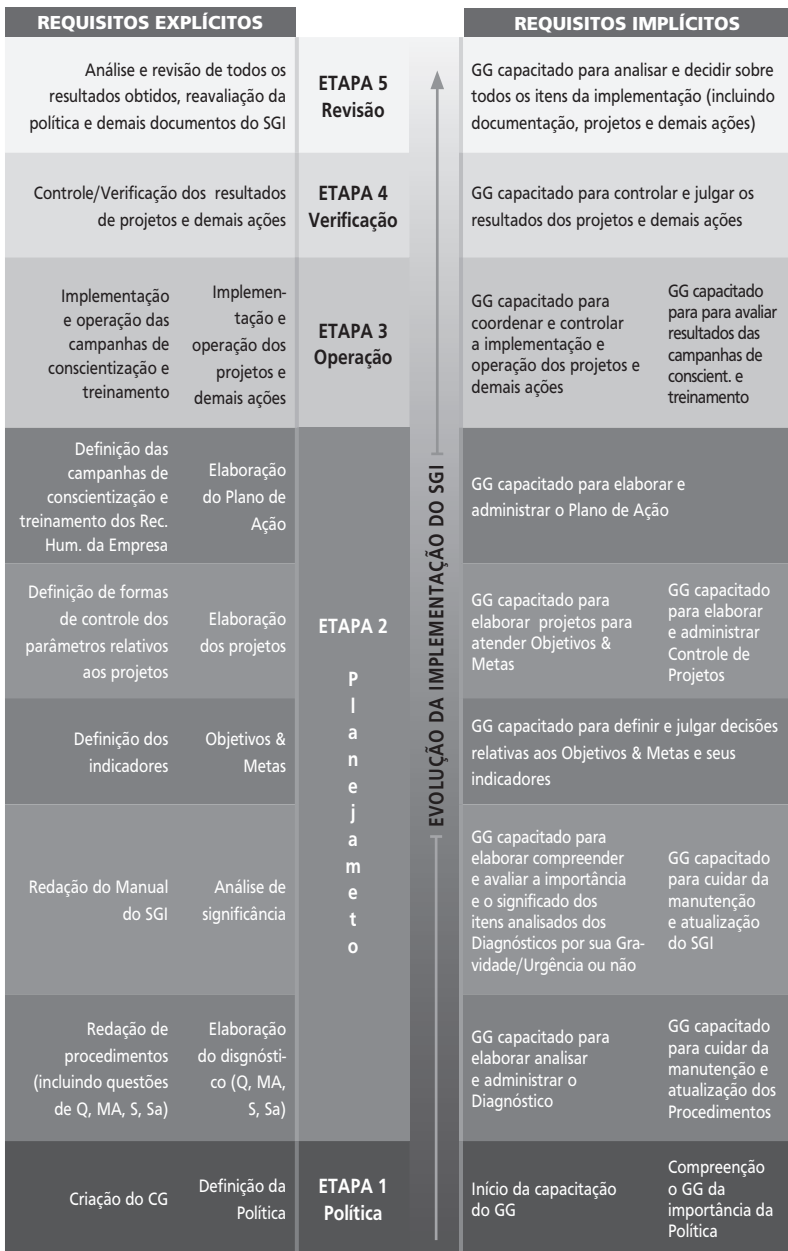 REQUISITOS EXPLÍCITOS
REQUISITOS IMPLÍCITOS
Análise e revisão de todos os
resultados obtidos, reavaliação da
política e demais documentos do SGI
ETAPA 5
Revisão
GG capacitado para analisar e decidir sobre
todos os itens da implementação (incluindo
documentação, projetos e demais ações)
Controle/Verificação dos resultados
de projetos e demais ações
ETAPA 4
Verificação
GG capacitado para controlar e julgar os
resultados dos projetos e demais ações
Implementação
e operação das
campanhas de
conscientização e
treinamento
Implemen-
tação e
operação dos
projetos e
demais ações
ETAPA 3
Operação
GG capacitado para
coordenar e controlar
a implementação e
operação dos projetos e
demais ações
GG capacitado
para para avaliar
resultados das
campanhas de
conscient. e
treinamento
Definição das
campanhas de
conscientização e
treinamento dos Rec.
Hum. da Empresa
Elaboração
do Plano de
Ação
GG capacitado para elaborar e
administrar o Plano de Ação
Definição de formas
de controle dos
parâmetros relativos
aos projetos
Elaboração
dos projetos
ETAPA 2
P
l
a
n
e
j
a
m
e
t
o
EVOLUÇÃO DA IMPLEMENTAÇÃO DO SGI
GG capacitado para
elaborar projetos para
atender Objetivos &
Metas
GG capacitado
para elaborar
e administrar
Controle de
Projetos
Definição dos
indicadores
Objetivos &
Metas
GG capacitado para definir e julgar decisões
relativas aos Objetivos & Metas e seus
indicadores
Redação do Manual
do SGI
Análise de
significância
GG capacitado para
elaborar compreender
e avaliar a importância
e o significado dos
itens analisados dos
Diagnósticos por sua Gra-
vidade/Urgência ou não
GG capacitado
para cuidar da
manutenção
e atualização
do SGI
Redação de
procedimentos
(incluindo questões
de Q, MA, S, Sa)
Elaboração
do disgnósti-
co (Q, MA,
S, Sa)
GG capacitado para
elaborar analisar
e administrar o
Diagnóstico
GG capacitado
para cuidar da
manutenção e
atualização dos
Procedimentos
Criação do CG
Definição da
Política
ETAPA 1
Política
Início da capacitação
do GG
Compreenção
o GG da
importância da
Política